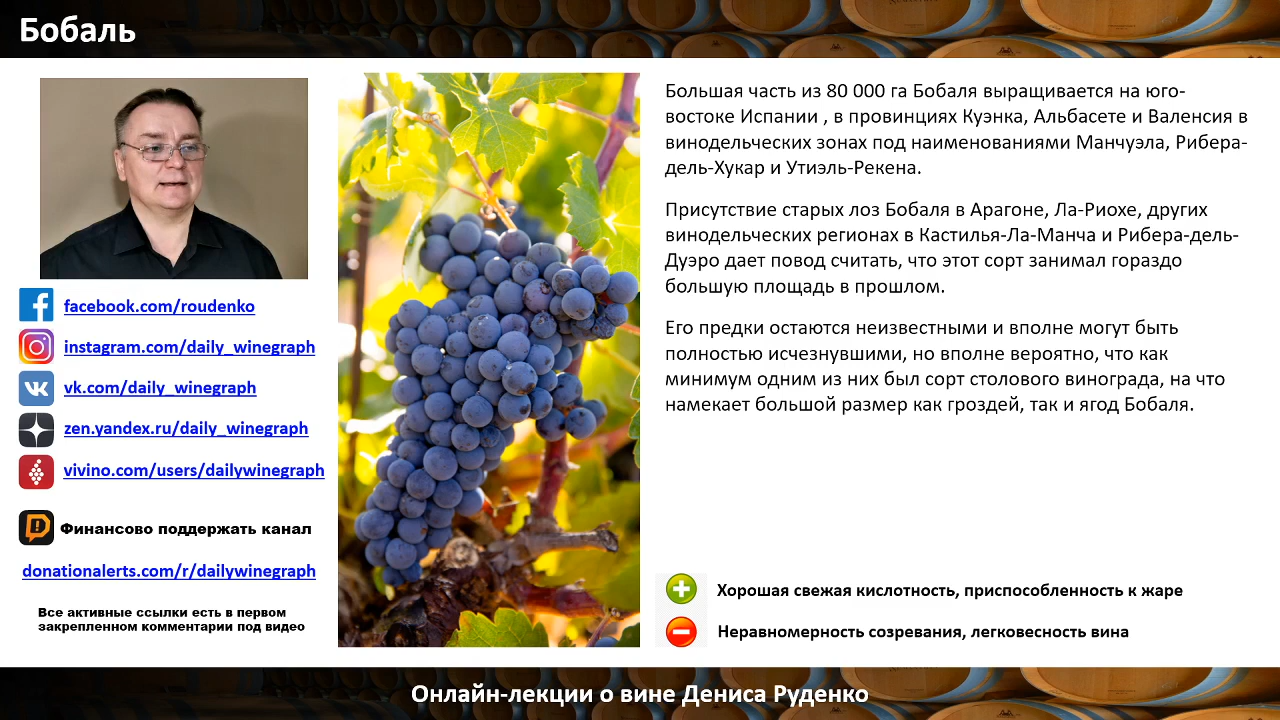 Бобаль
facebook.com/roudenko
instagram.com/daily_winegraph
vk.com/daily_winegraph
zen.yandex.ru/daily_winegraph
vivino.com/users/dailywinegraph
Финансово поддержать канал
donationalerts.com/r/dailywinegraph
Все активные ссылки есть в первом
закрепленном комментарии под видео
Большая часть из 80 000 га Бобаля выращивается на юго-
востоке Испании , в провинциях Куэнка, Альбасете и Валенсия в
винодельческих зонах под наименованиями Манчуэла, Рибера-
дель-Хукар и Утиэль-Рекена.
Присутствие старых лоз Бобаля в Арагоне, Ла-Риохе, других
винодельческих регионах в Кастилья-Ла-Манча и Рибера-дель-
Дуэро дает повод считать, что этот сорт занимал гораздо
большую площадь в прошлом.
Его предки остаются неизвестными и вполне могут быть
полностью исчезнувшими, но вполне вероятно, что как
минимум одним из них был сорт столового винограда, на что
намекает большой размер как гроздей, так и ягод Бобаля.
Хорошая свежая кислотность, приспособленность к жаре
Неравномерность созревания, легковесность вина
Онлайн-лекции о вине Дениса Руденко